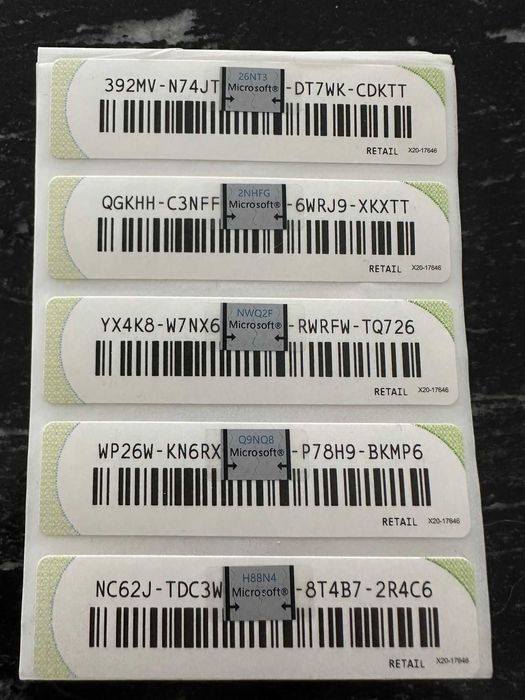 26NT3
392MV-N74JT Microsoft® -DT7WK-CDKTT
RETAIL X20-17646
2NHFG
QGKHH-C3NFF Microsoft® -6WRJ9-XKXTT
RETAIL X20-17646
NWQ2F
YX4K8-W7NX6 Microsoft® -RWRFW-TQ726
RETAIL X20-17646
Q9NQ8
WP26W-KN6RX Microsoft® -P78H9-BKMP6
RETAIL X20-17646
H88N4
NC62J-TDC3W Microsoft® -8T4B7-2R4C6
RETAIL X20-17646